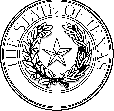 THE STATE OF TEXAS